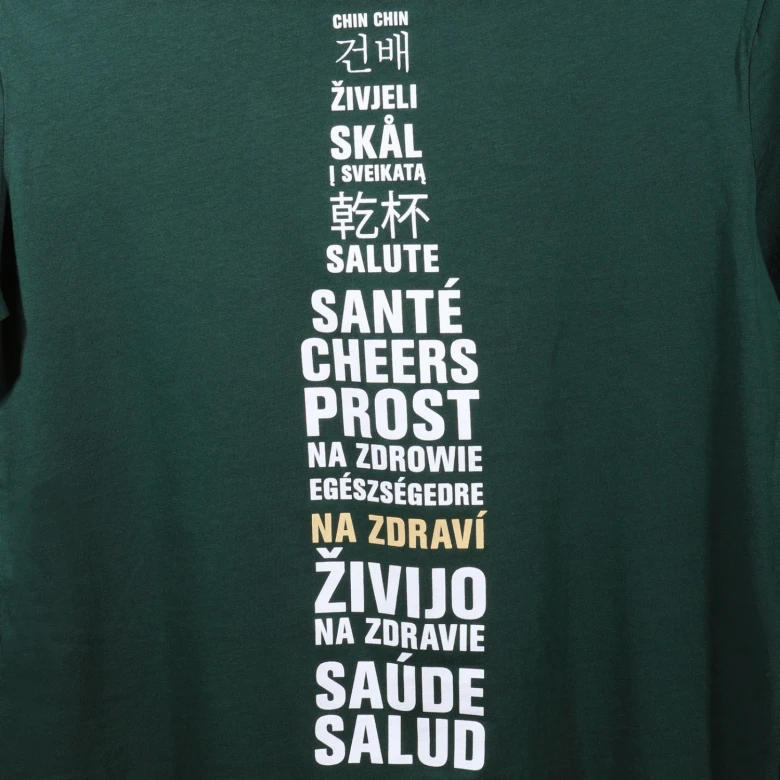 CHIN CHIN
건배
ŽIVJELI
SKÅL
Į SVEIKATĄ
乾杯
SALUTE
SANTÉ
CHEERS
PROST
NA ZDROWIE
EGÉSZSÉGEDRE
NA ZDRAVÍ
ŽIVIJO
NA ZDRAVIE
SAÚDE
SALUD